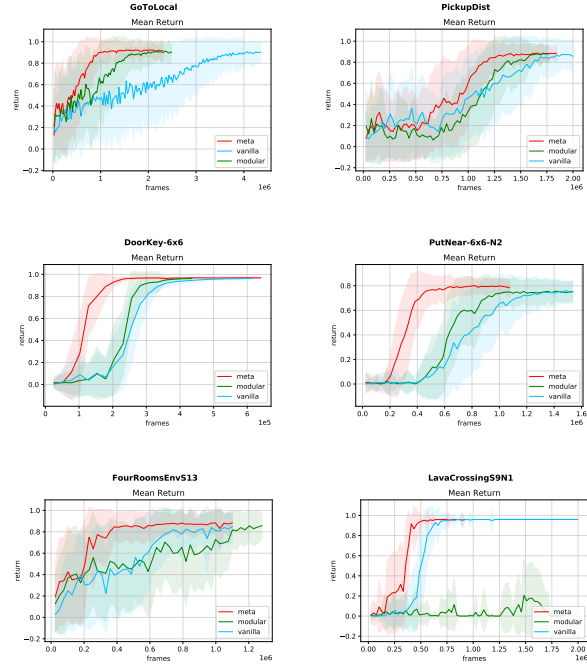 GoToLocal
Mean Return
return
1.0
0.8
0.6
0.4
0.2
0.0
−0.2
0 1 2 3 4
1e6
frames
meta
vanilla
modular
PickupDist
Mean Return
return
1.0
0.8
0.6
0.4
0.2
0.0
−0.2
0.00 0.25 0.50 0.75 1.00 1.25 1.50 1.75 2.00
1e6
frames
meta
modular
vanilla
DoorKey-6x6
Mean Return
return
1.0
0.8
0.6
0.4
0.2
0.0
0 1 2 3 4 5 6
1e5
frames
meta
modular
vanilla
PutNear-6x6-N2
Mean Return
return
0.8
0.6
0.4
0.2
0.0
0.0 0.2 0.4 0.6 0.8 1.0 1.2 1.4 1.6
1e6
frames
meta
modular
vanilla
FourRoomsEnvS13
Mean Return
return
1.0
0.8
0.6
0.4
0.2
0.0
−0.2
0.0 0.2 0.4 0.6 0.8 1.0 1.2
1e6
frames
meta
modular
vanilla
LavaCrossingS9N1
Mean Return
return
1.0
0.8
0.6
0.4
0.2
0.0
−0.2
0.00 0.25 0.50 0.75 1.00 1.25 1.50 1.75 2.00
1e6
frames
meta
vanilla
modular